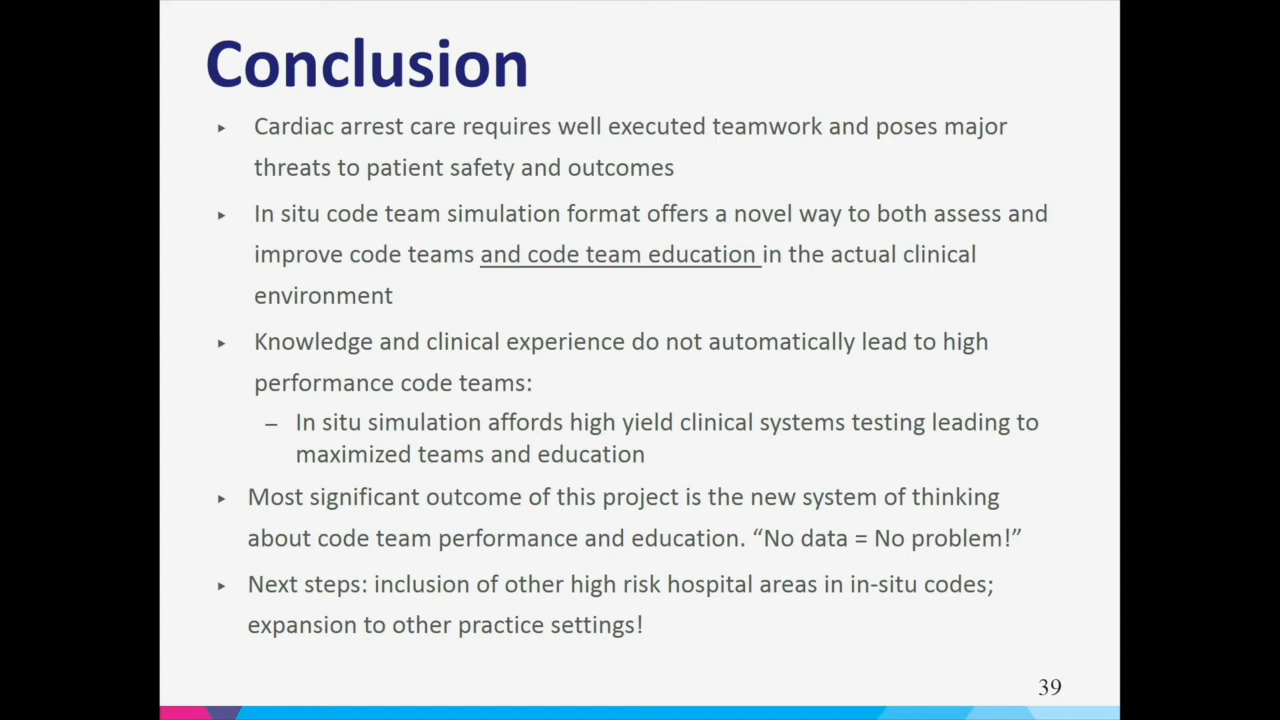 Conclusion
▸ Cardiac arrest care requires well executed teamwork and poses major
threats to patient safety and outcomes
▸ In situ code team simulation format offers a novel way to both assess and
improve code teams and code team education in the actual clinical
environment
▸ Knowledge and clinical experience do not automatically lead to high
performance code teams:
– In situ simulation affords high yield clinical systems testing leading to
maximized teams and education
▸ Most significant outcome of this project is the new system of thinking
about code team performance and education. “No data = No problem!”
▸ Next steps: inclusion of other high risk hospital areas in in-situ codes;
expansion to other practice settings!
39